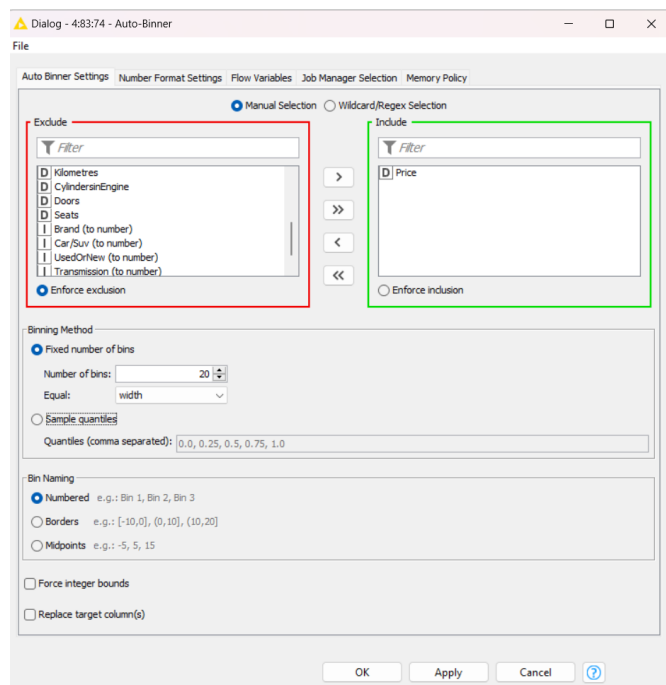 Dialog - 4:83:74 - Auto-Binner
File
Auto Binner Settings Number Format Settings Flow Variables Job Manager Selection Memory Policy
Manual Selection Wildcard/Regex Selection
Exclude
Filter
D Kilometres
D CylindersinEngine
D Doors
D Seats
I Brand (to number)
I Car/Suv (to number)
I UsedOrNew (to number)
I Transmission (to number)
Enforce exclusion
>
>>
<
<<
Include
Filter
D Price
Enforce inclusion
Binning Method
Fixed number of bins
Number of bins: 20
Equal: width
Sample quantiles
Quantiles (comma separated): 0.0, 0.25, 0.5, 0.75, 1.0
Bin Naming
Numbered e.g.: Bin 1, Bin 2, Bin 3
Borders e.g.: [-10,0], (0,10], (10,20]
Midpoints e.g.: -5, 5, 15
Force integer bounds
Replace target column(s)
OK Apply Cancel ?